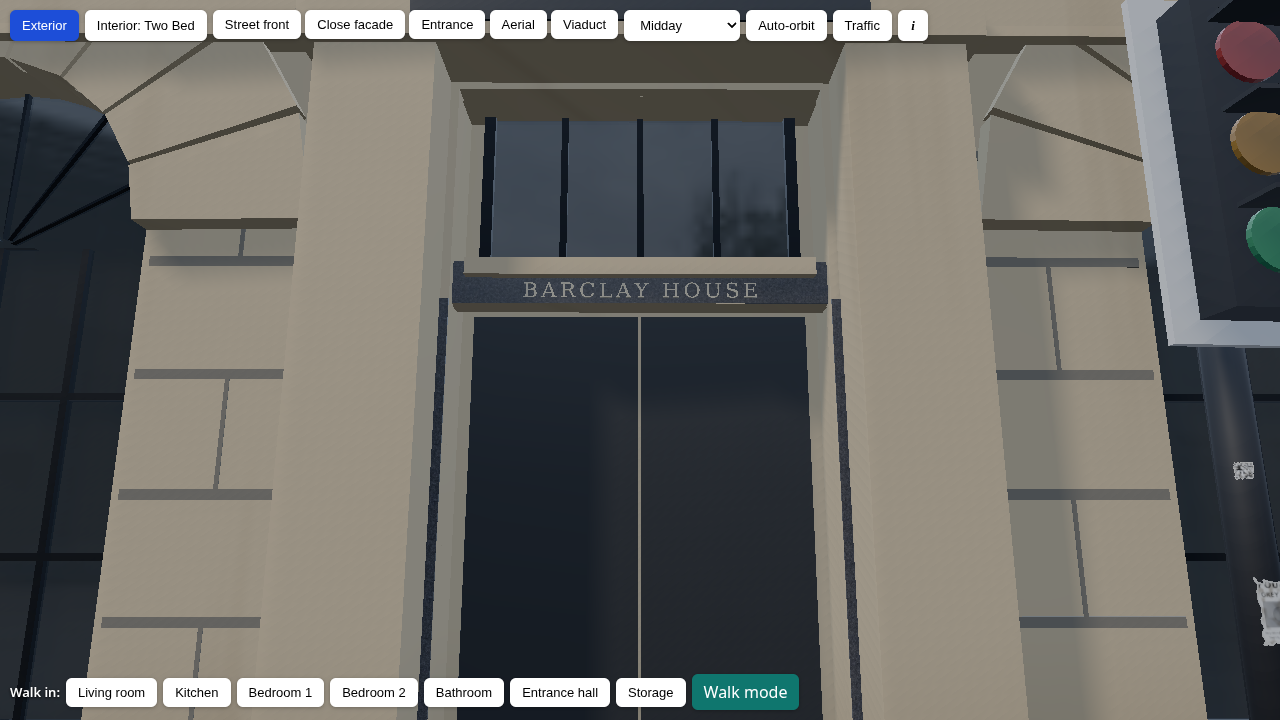 Exterior
Interior: Two Bed
Street front
Close facade
Entrance
Aerial
Viaduct
Midday
Auto-orbit
Traffic
i
BARCLAY HOUSE
Walk in:
Living room
Kitchen
Bedroom 1
Bedroom 2
Bathroom
Entrance hall
Storage
Walk mode